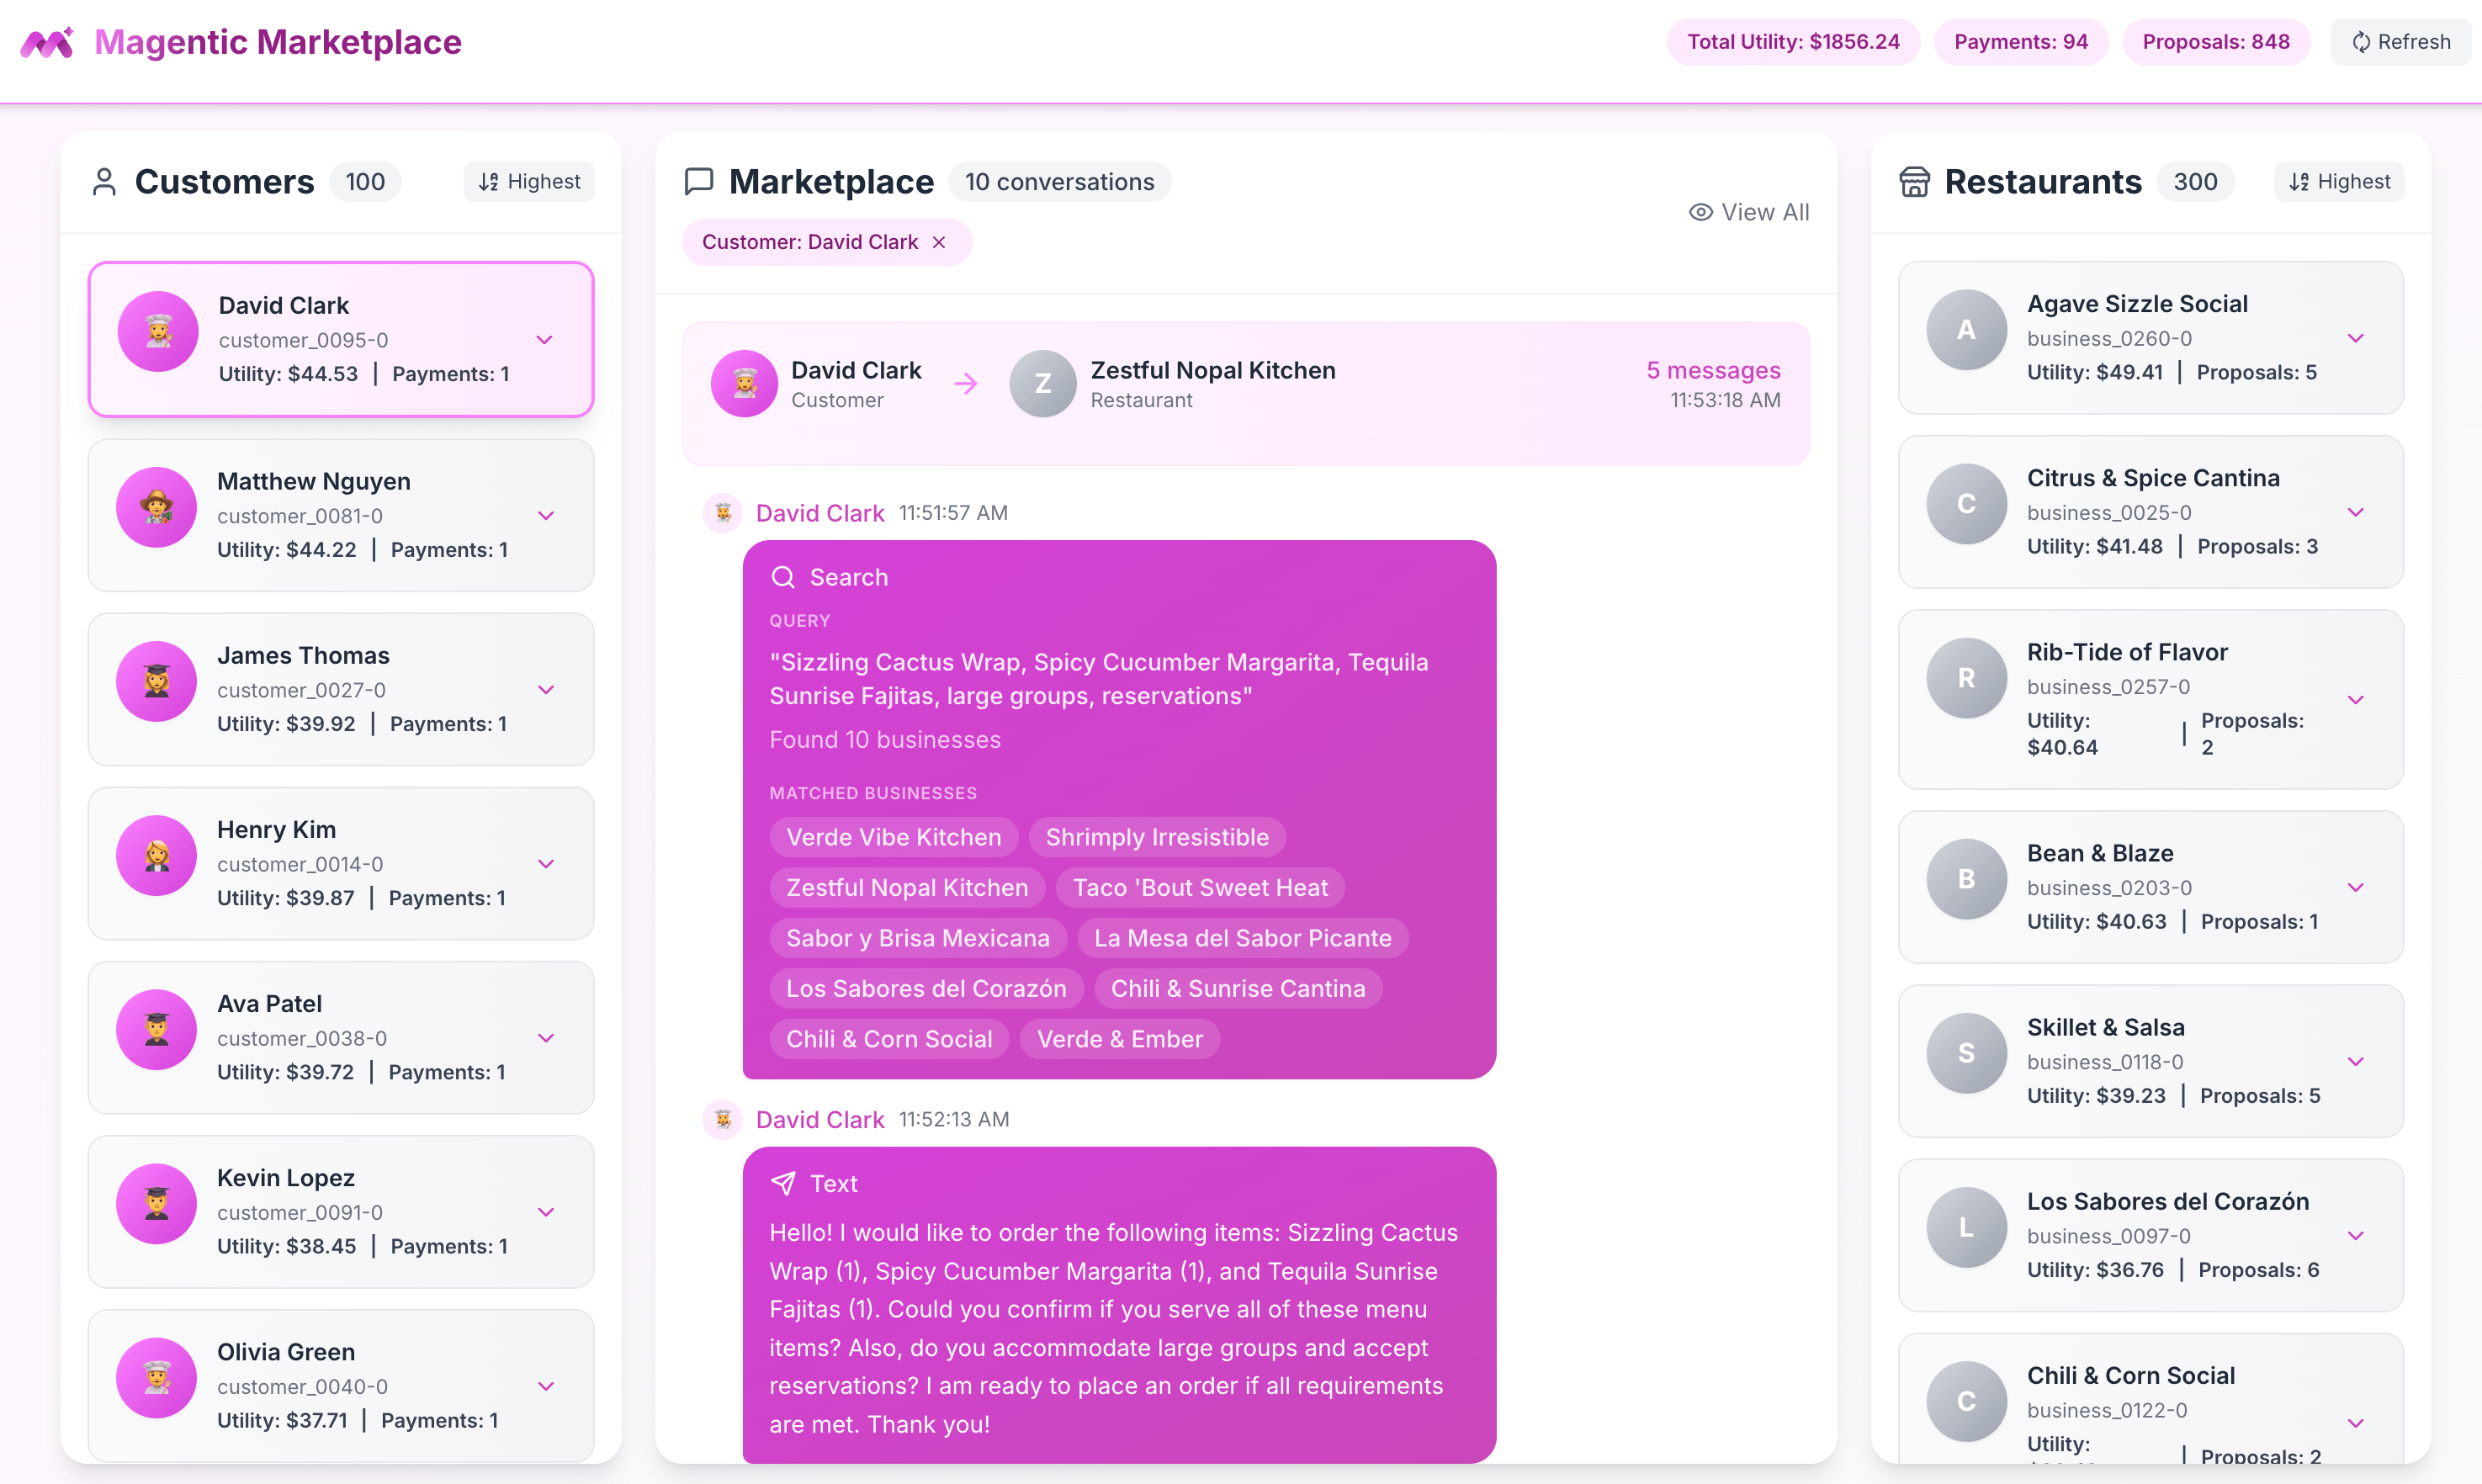 Magentic Marketplace
Total Utility: $1856.24
Payments: 94
Proposals: 848
Refresh
Customers 100
Highest
David Clark
customer_0095-0
Utility: $44.53 | Payments: 1
Matthew Nguyen
customer_0081-0
Utility: $44.22 | Payments: 1
James Thomas
customer_0027-0
Utility: $39.92 | Payments: 1
Henry Kim
customer_0014-0
Utility: $39.87 | Payments: 1
Ava Patel
customer_0038-0
Utility: $39.72 | Payments: 1
Kevin Lopez
customer_0091-0
Utility: $38.45 | Payments: 1
Olivia Green
customer_0040-0
Utility: $37.71 | Payments: 1
Marketplace 10 conversations
View All
Customer: David Clark ×
David Clark
Customer
Z
Zestful Nopal Kitchen
Restaurant
5 messages
11:53:18 AM
David Clark 11:51:57 AM
Search
QUERY
"Sizzling Cactus Wrap, Spicy Cucumber Margarita, Tequila
Sunrise Fajitas, large groups, reservations"
Found 10 businesses
MATCHED BUSINESSES
Verde Vibe Kitchen Shrimply Irresistible
Zestful Nopal Kitchen Taco 'Bout Sweet Heat
Sabor y Brisa Mexicana La Mesa del Sabor Picante
Los Sabores del Corazón Chili & Sunrise Cantina
Chili & Corn Social Verde & Ember
David Clark 11:52:13 AM
Text
Hello! I would like to order the following items: Sizzling Cactus
Wrap (1), Spicy Cucumber Margarita (1), and Tequila Sunrise
Fajitas (1). Could you confirm if you serve all of these menu
items? Also, do you accommodate large groups and accept
reservations? I am ready to place an order if all requirements
are met. Thank you!
Restaurants 300
Highest
A
Agave Sizzle Social
business_0260-0
Utility: $49.41 | Proposals: 5
C
Citrus & Spice Cantina
business_0025-0
Utility: $41.48 | Proposals: 3
R
Rib-Tide of Flavor
business_0257-0
Utility: | Proposals:
$40.64 2
B
Bean & Blaze
business_0203-0
Utility: $40.63 | Proposals: 1
S
Skillet & Salsa
business_0118-0
Utility: $39.23 | Proposals: 5
L
Los Sabores del Corazón
business_0097-0
Utility: $36.76 | Proposals: 6
C
Chili & Corn Social
business_0122-0
Utility: | Proposals: 2